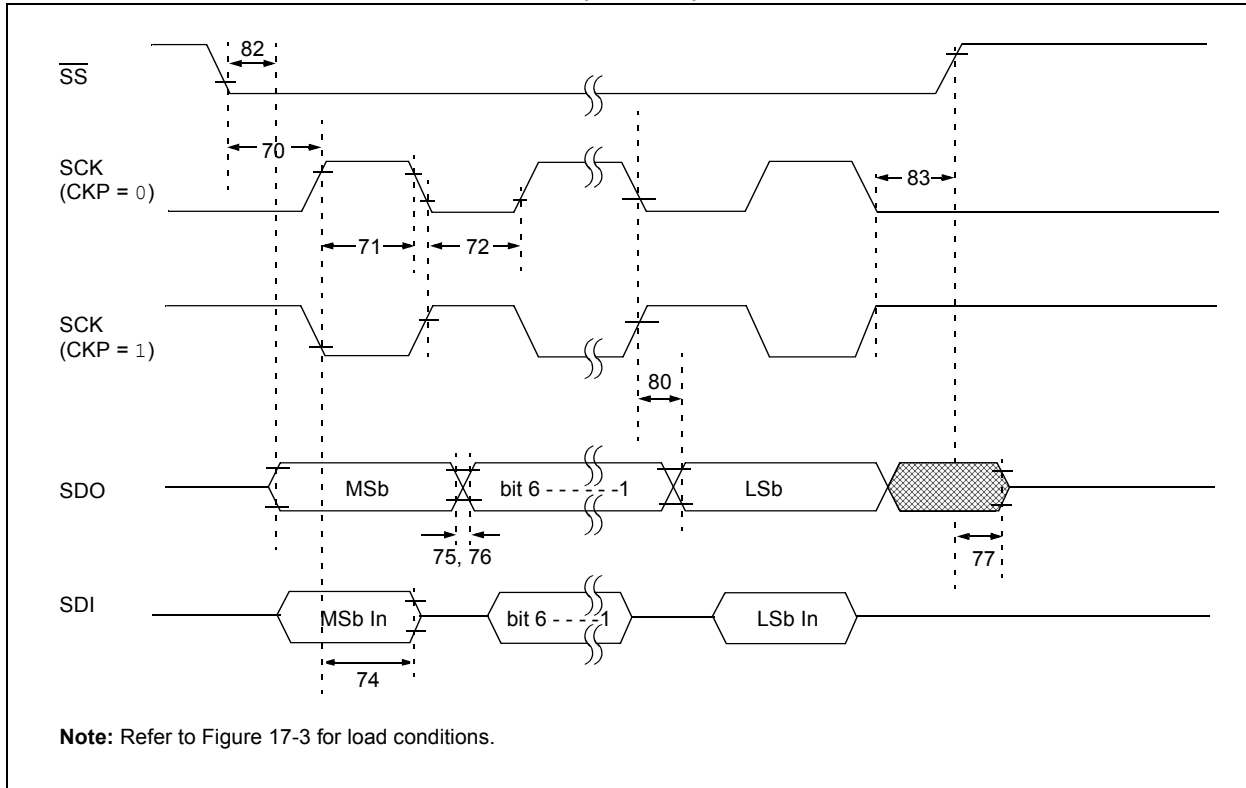 82
SS
70
SCK
(CKP = 0)
83
71
72
SCK
(CKP = 1)
80
SDO
MSb
bit 6 - - - - - -1
LSb
75, 76
77
SDI
MSb In
bit 6 - - - -1
LSb In
74
Note: Refer to Figure 17-3 for load conditions.